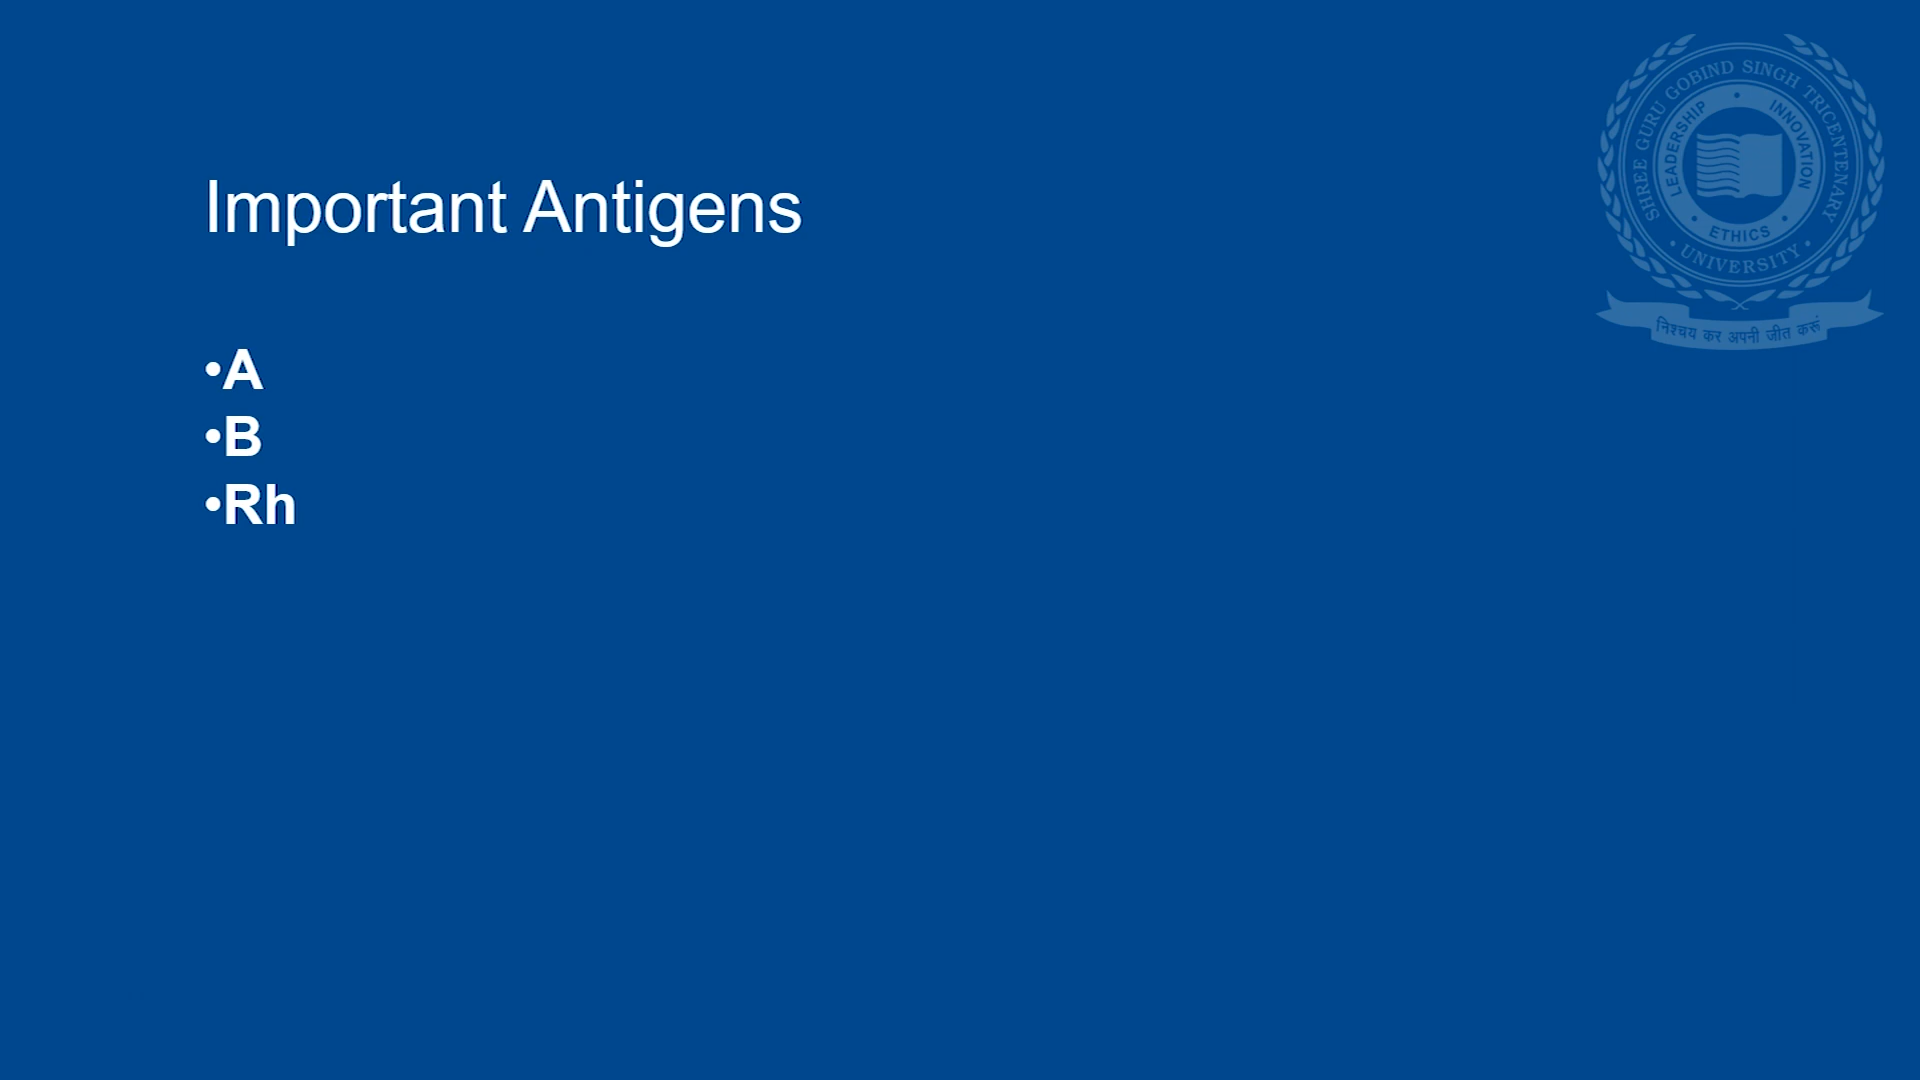 Important Antigens
•A
•B
•Rh
SHREE GURU GOBIND SINGH TRICENTENARY
• UNIVERSITY •
LEADERSHIP • INNOVATION
• ETHICS •
निश्चय कर अपनी जीत करूं